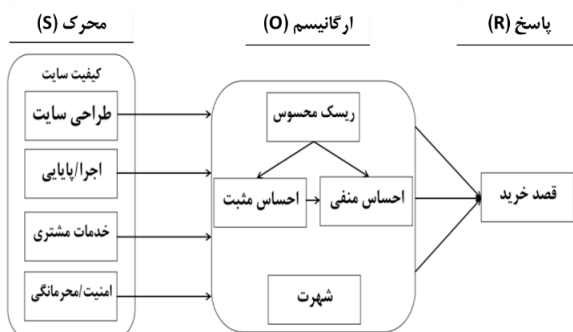 محرک (S)
ارگانیسم (O)
پاسخ (R)
کیفیت سایت
طراحی سایت
اجرا/پایایی
خدمات مشتری
امنیت/محرمانگی
ریسک محسوس
احساس مثبت
احساس منفی
شهرت
قصد خرید